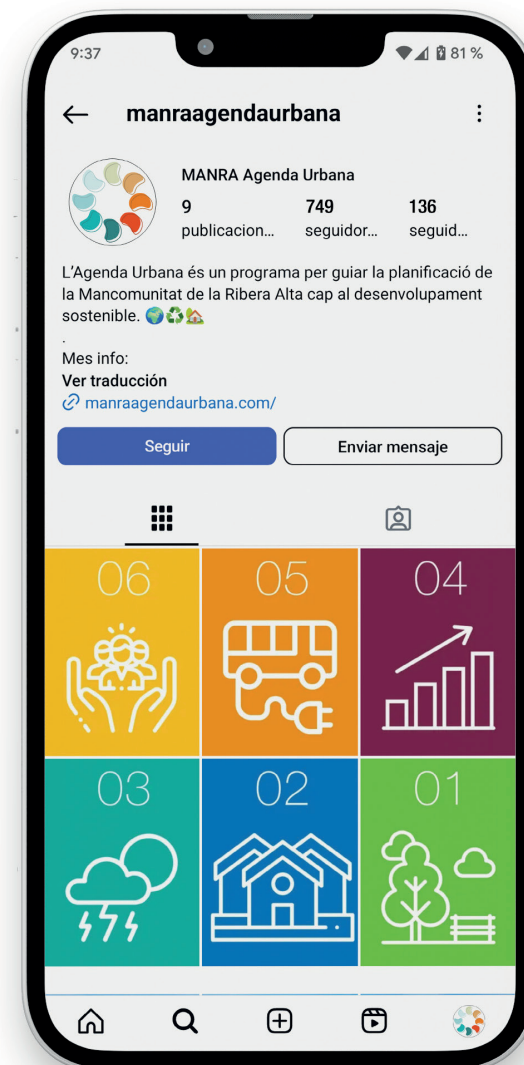 9:37
81 %
manraagendaurbana
MANRA Agenda Urbana
9 749 136
publicacion... seguidor... seguid...
L'Agenda Urbana és un programa per guiar la planificació de
la Mancomunitat de la Ribera Alta cap al desenvolupament
sostenible. 🌍♻️🏡
.
Mes info:
Ver traducción
manraagendaurbana.com/
Seguir Enviar mensaje
06 05 04
03 02 01